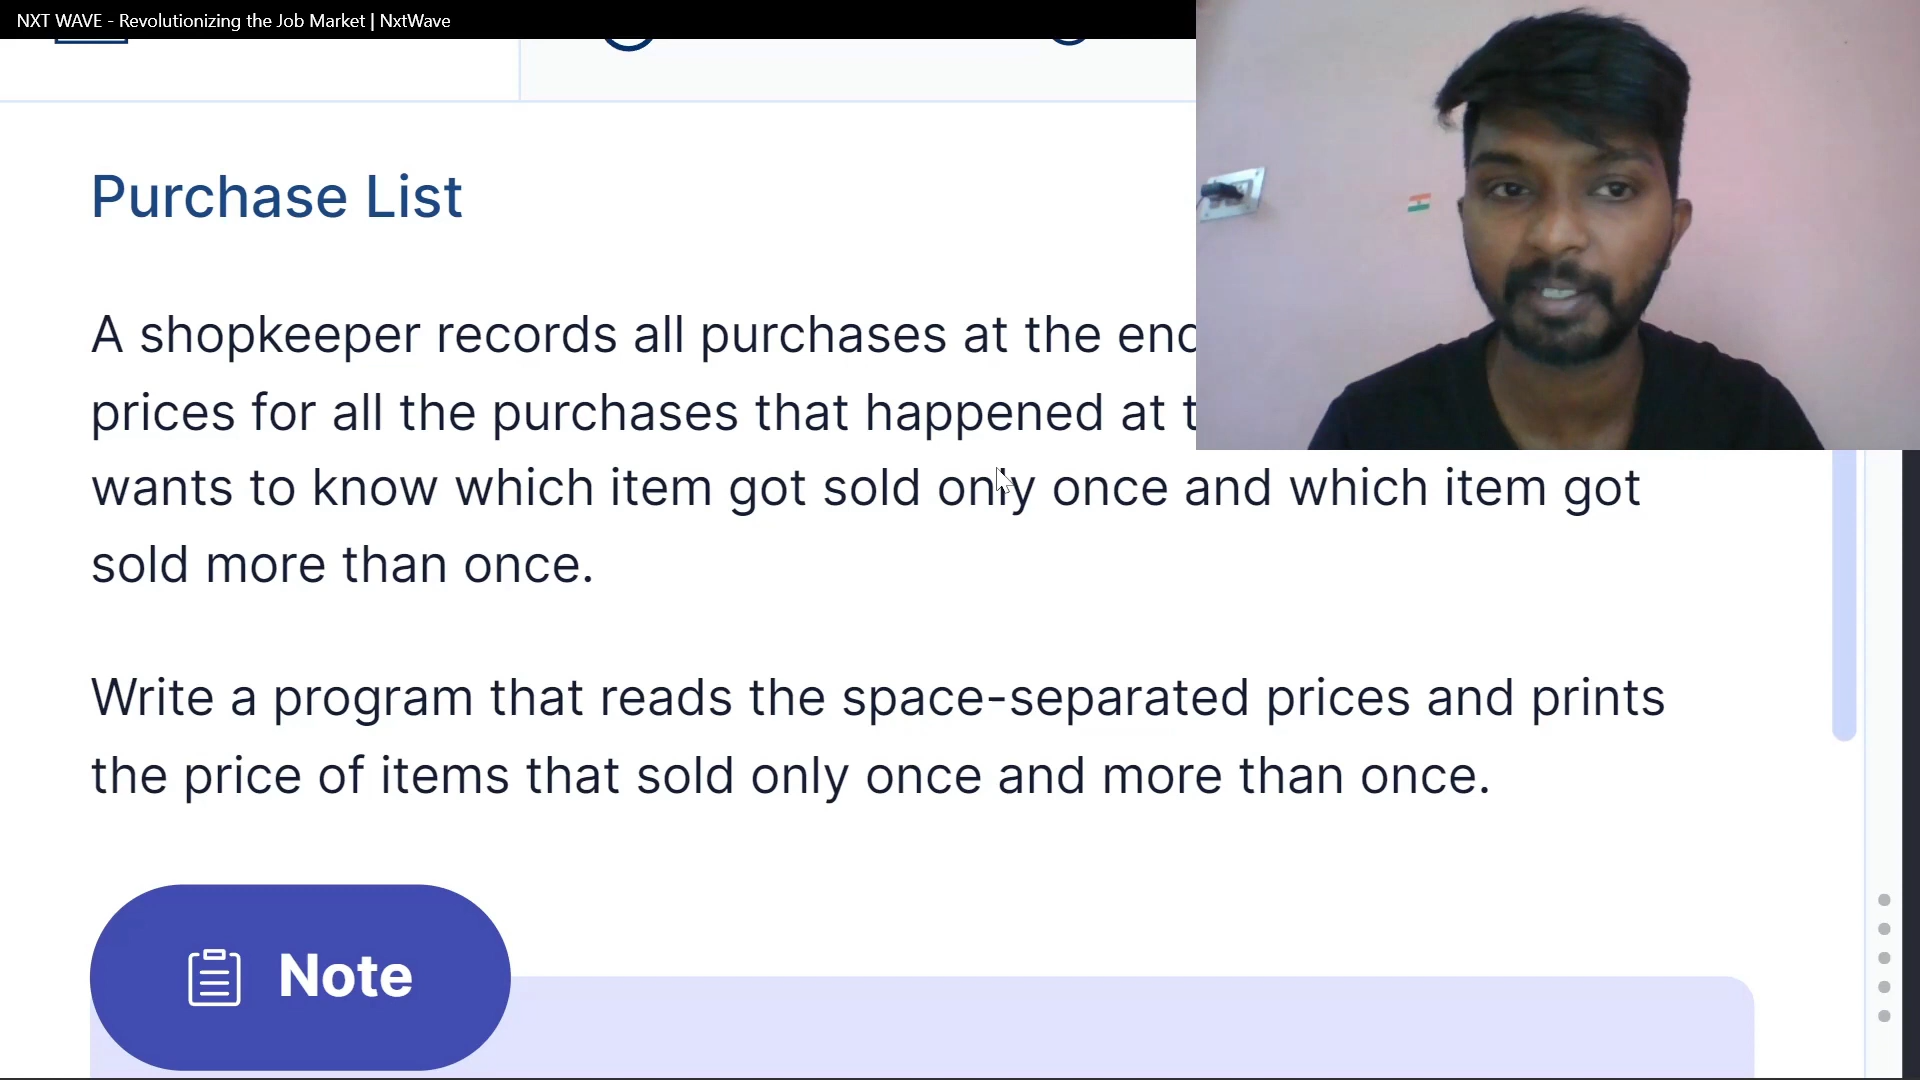 NXT WAVE - Revolutionizing the Job Market | NxtWave
Purchase List
A shopkeeper records all purchases at the
prices for all the purchases that happened at
wants to know which item got sold only once and which item got
sold more than once.
Write a program that reads the space-separated prices and prints
the price of items that sold only once and more than once.
Note